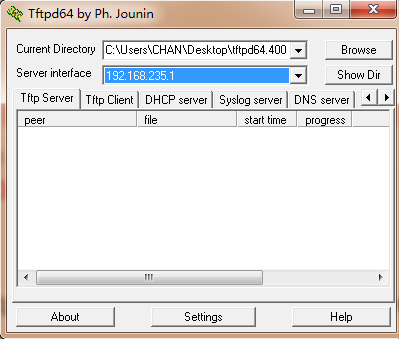 Tftpd64 by Ph. Jounin
Current Directory C:\Users\CHAN\Desktop\tftpd64.400 Browse
Server interface 192.168.235.1 Show Dir
Tftp Server Tftp Client DHCP server Syslog server DNS server
peer file start time progress
About Settings Help